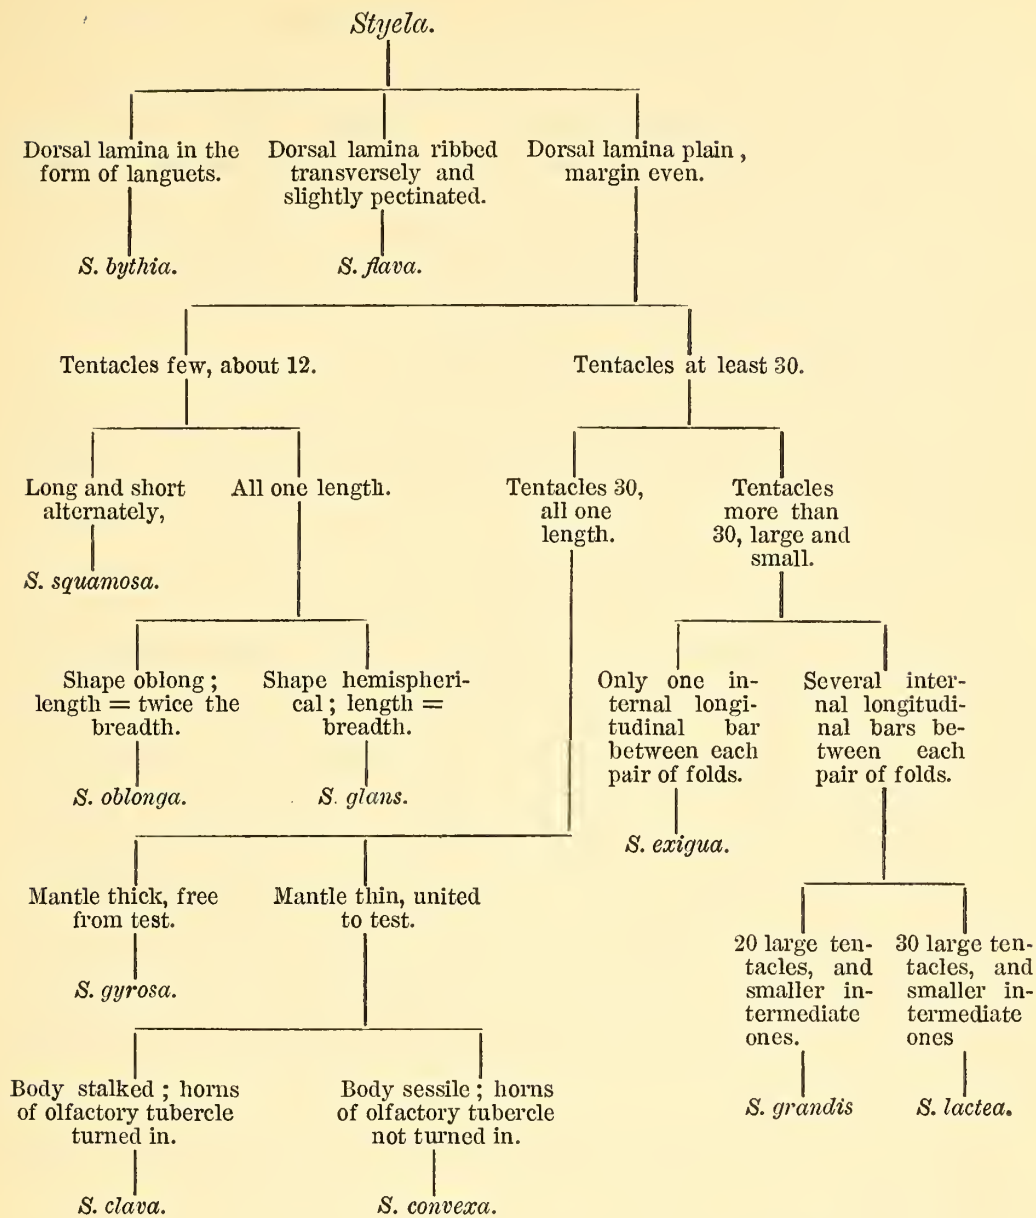 Styela.
Dorsal lamina in the
form of languets.
Dorsal lamina ribbed
transversely and
slightly pectinated.
Dorsal lamina plain,
margin even.
S. bythia.
S. flava.
Tentacles few, about 12.
Tentacles at least 30.
Long and short
alternately,
All one length.
Tentacles 30,
all one
length.
Tentacles
more than
30, large and
small.
S. squamosa.
Shape oblong;
length = twice the
breadth.
Shape hemispheri-
cal; length =
breadth.
Only one in-
ternal longi-
tudinal bar
between each
pair of folds.
Several inter-
nal longitudi-
nal bars be-
tween each
pair of folds.
S. oblonga.
S. glans.
S. exigua.
Mantle thick, free
from test.
Mantle thin, united
to test.
20 large ten-
tacles, and
smaller in-
termediate
ones.
30 large ten-
tacles, and
smaller in-
termediate
ones
S. gyrosa.
Body stalked; horns
of olfactory tubercle
turned in.
Body sessile; horns
of olfactory tubercle
not turned in.
S. grandis
S. lactea.
S. clava.
S. convexa.